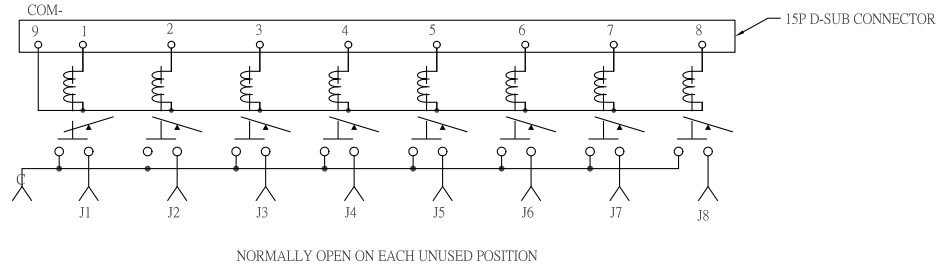 COM-
15P D-SUB CONNECTOR
9 1 2 3 4 5 6 7 8
C
J1 J2 J3 J4 J5 J6 J7 J8
NORMALLY OPEN ON EACH UNUSED POSITION